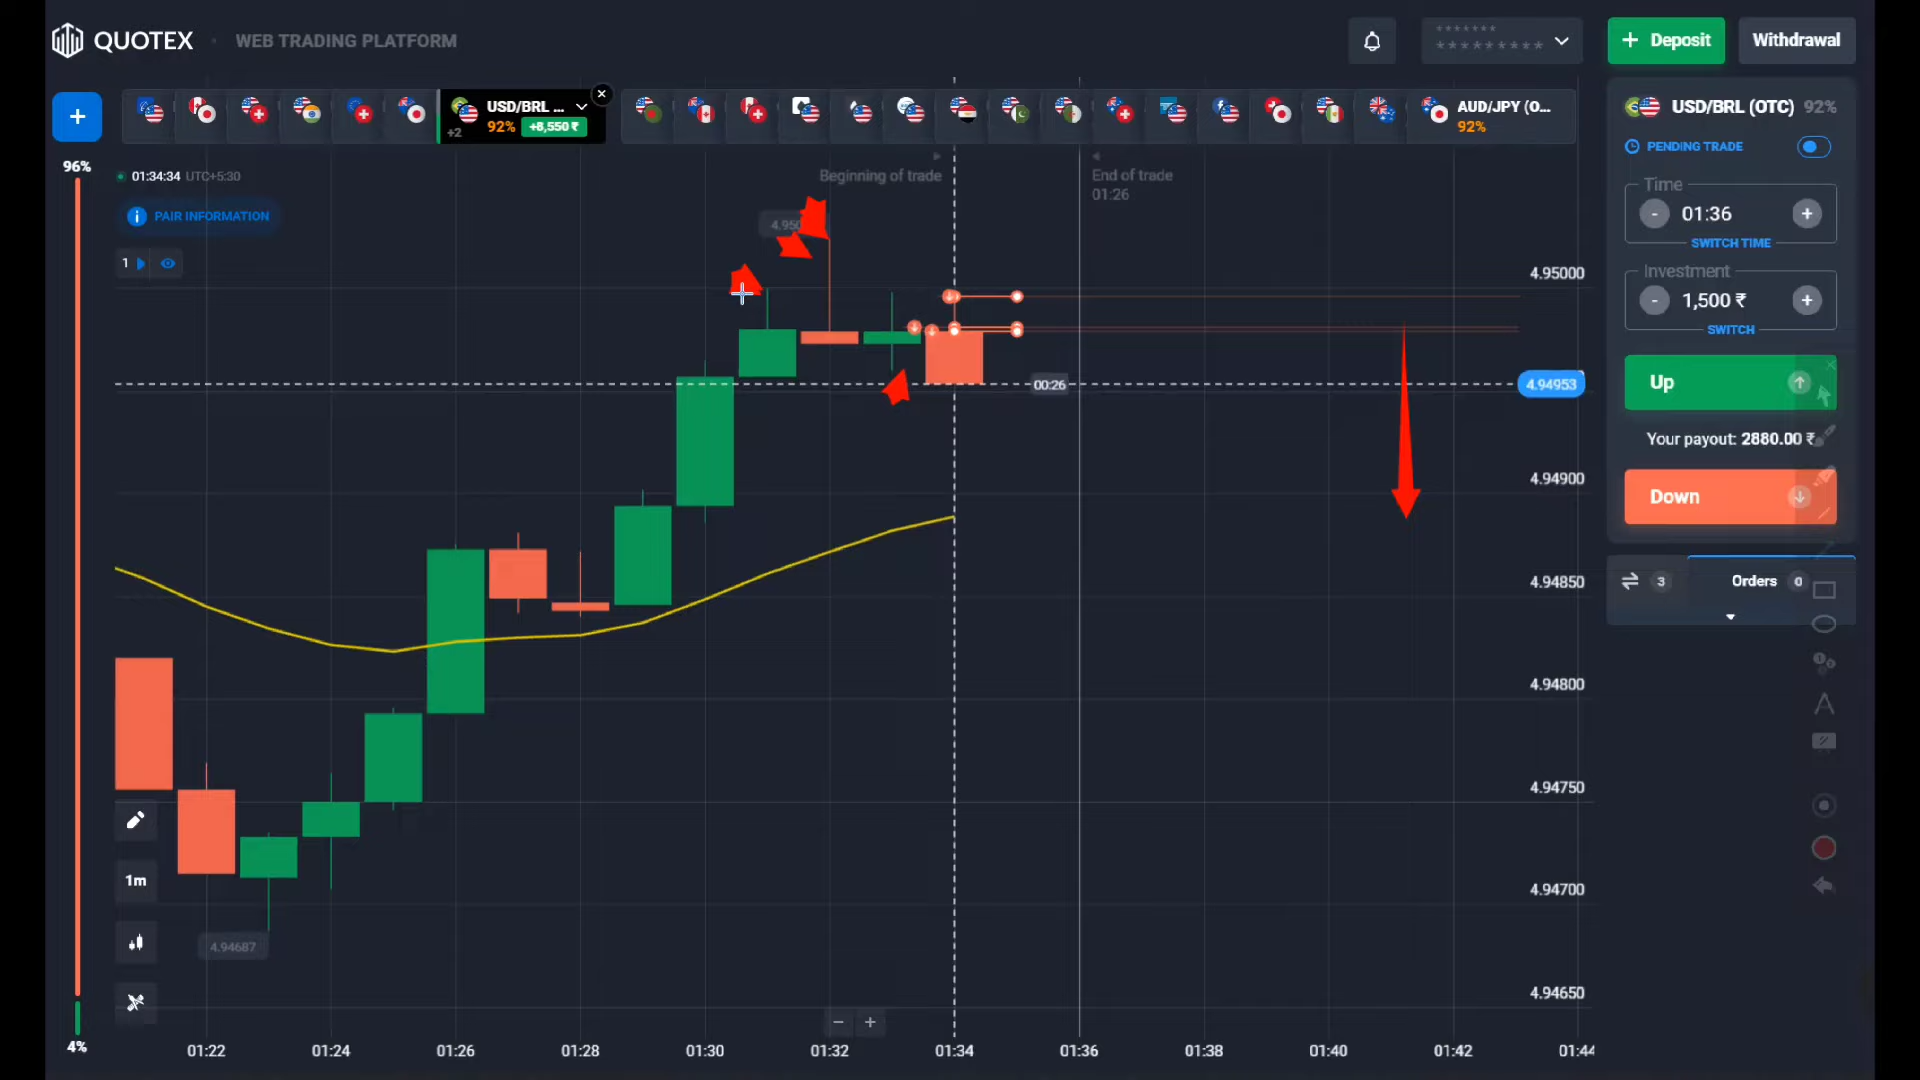 QUOTEX
WEB TRADING PLATFORM
*******
*********
+ Deposit
Withdrawal
+
+2
USD/BRL ...
92%
+8,550 ₹
AUD/JPY (O...
92%
USD/BRL (OTC) 92%
PENDING TRADE
Time
- 01:36 +
SWITCH TIME
Investment
- 1,500 ₹ +
SWITCH
Up
Your payout: 2880.00 ₹
Down
3
Orders 0
96%
01:34:34 UTC+5:30
PAIR INFORMATION
1
Beginning of trade
End of trade
01:26
00:26
4.94953
4.95000
4.94900
4.94850
4.94800
4.94750
4.94700
4.94650
4.94687
1m
4%
− +
01:22
01:24
01:26
01:28
01:30
01:32
01:34
01:36
01:38
01:40
01:42
01:44